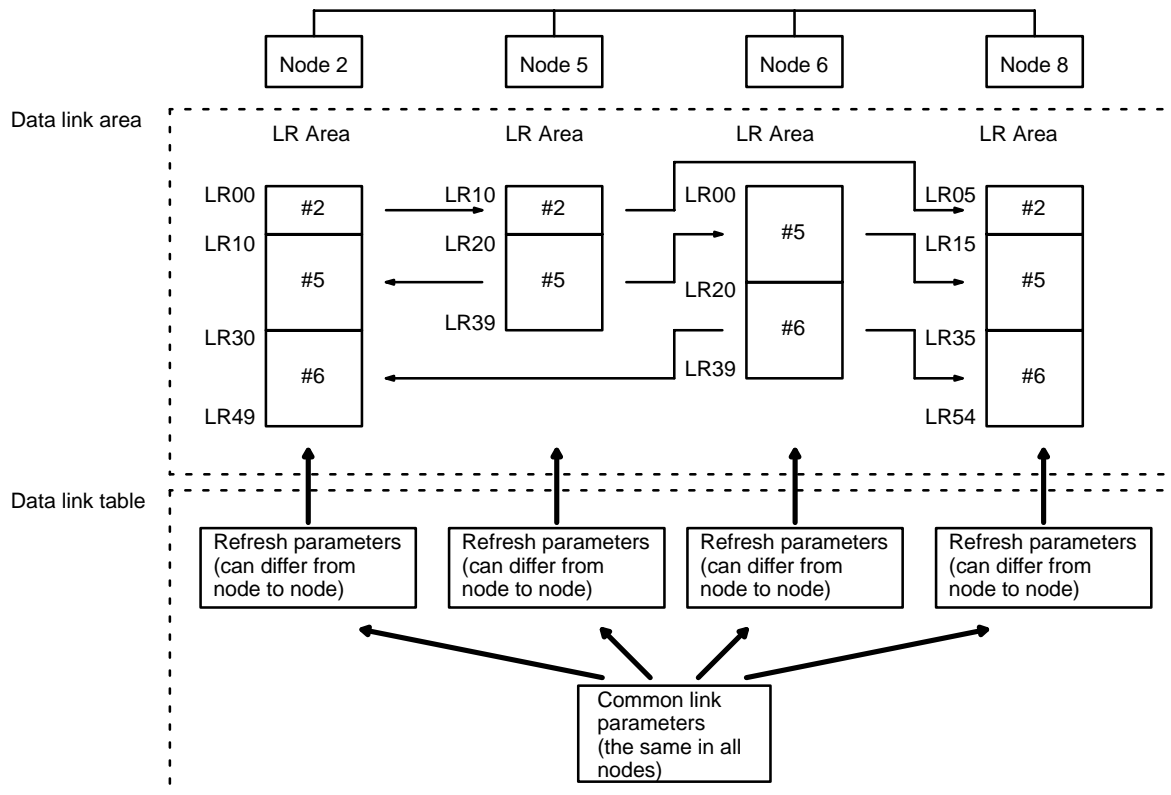 Node 2
Node 5
Node 6
Node 8
Data link area
LR Area
LR Area
LR Area
LR Area
LR00
#2
LR10
#5
LR30
#6
LR49
LR10
#2
LR20
#5
LR39
LR00
#5
LR20
#6
LR39
LR05
#2
LR15
#5
LR35
#6
LR54
Data link table
Refresh parameters
(can differ from
node to node)
Refresh parameters
(can differ from
node to node)
Refresh parameters
(can differ from
node to node)
Refresh parameters
(can differ from
node to node)
Common link
parameters
(the same in all
nodes)